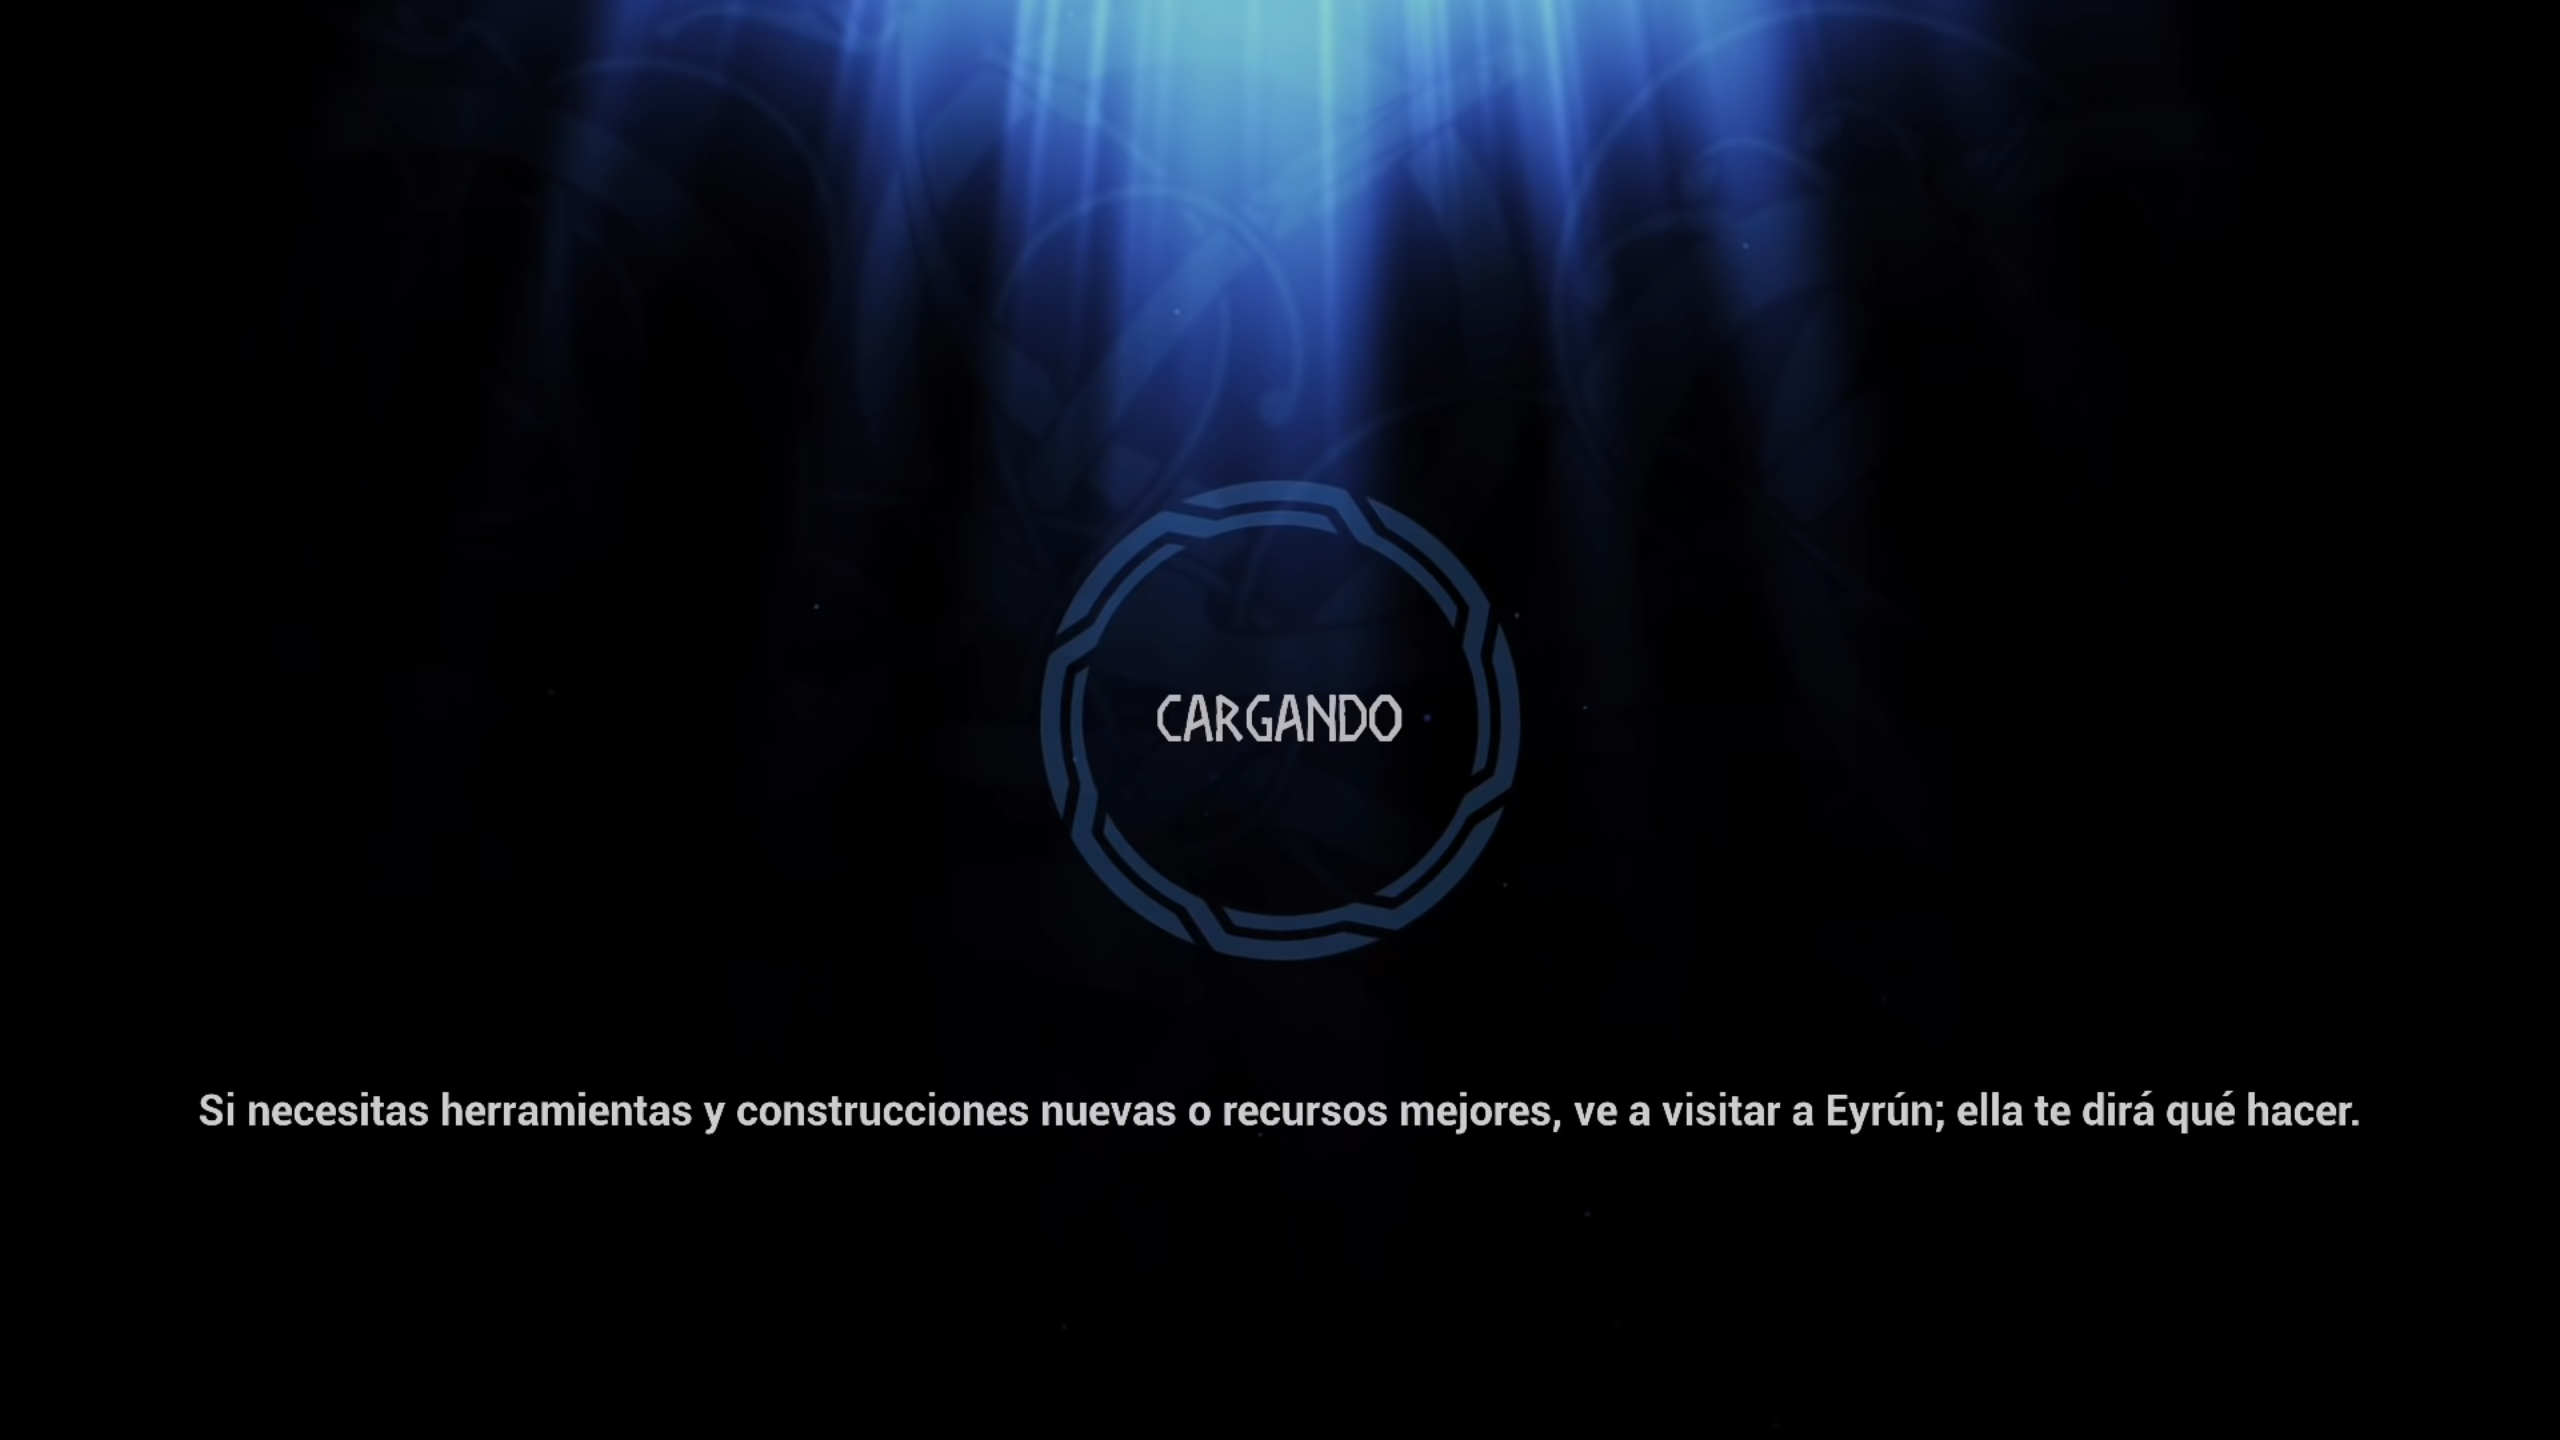 CARGANDO
Si necesitas herramientas y construcciones nuevas o recursos mejores, ve a visitar a Eyrún; ella te dirá qué hacer.